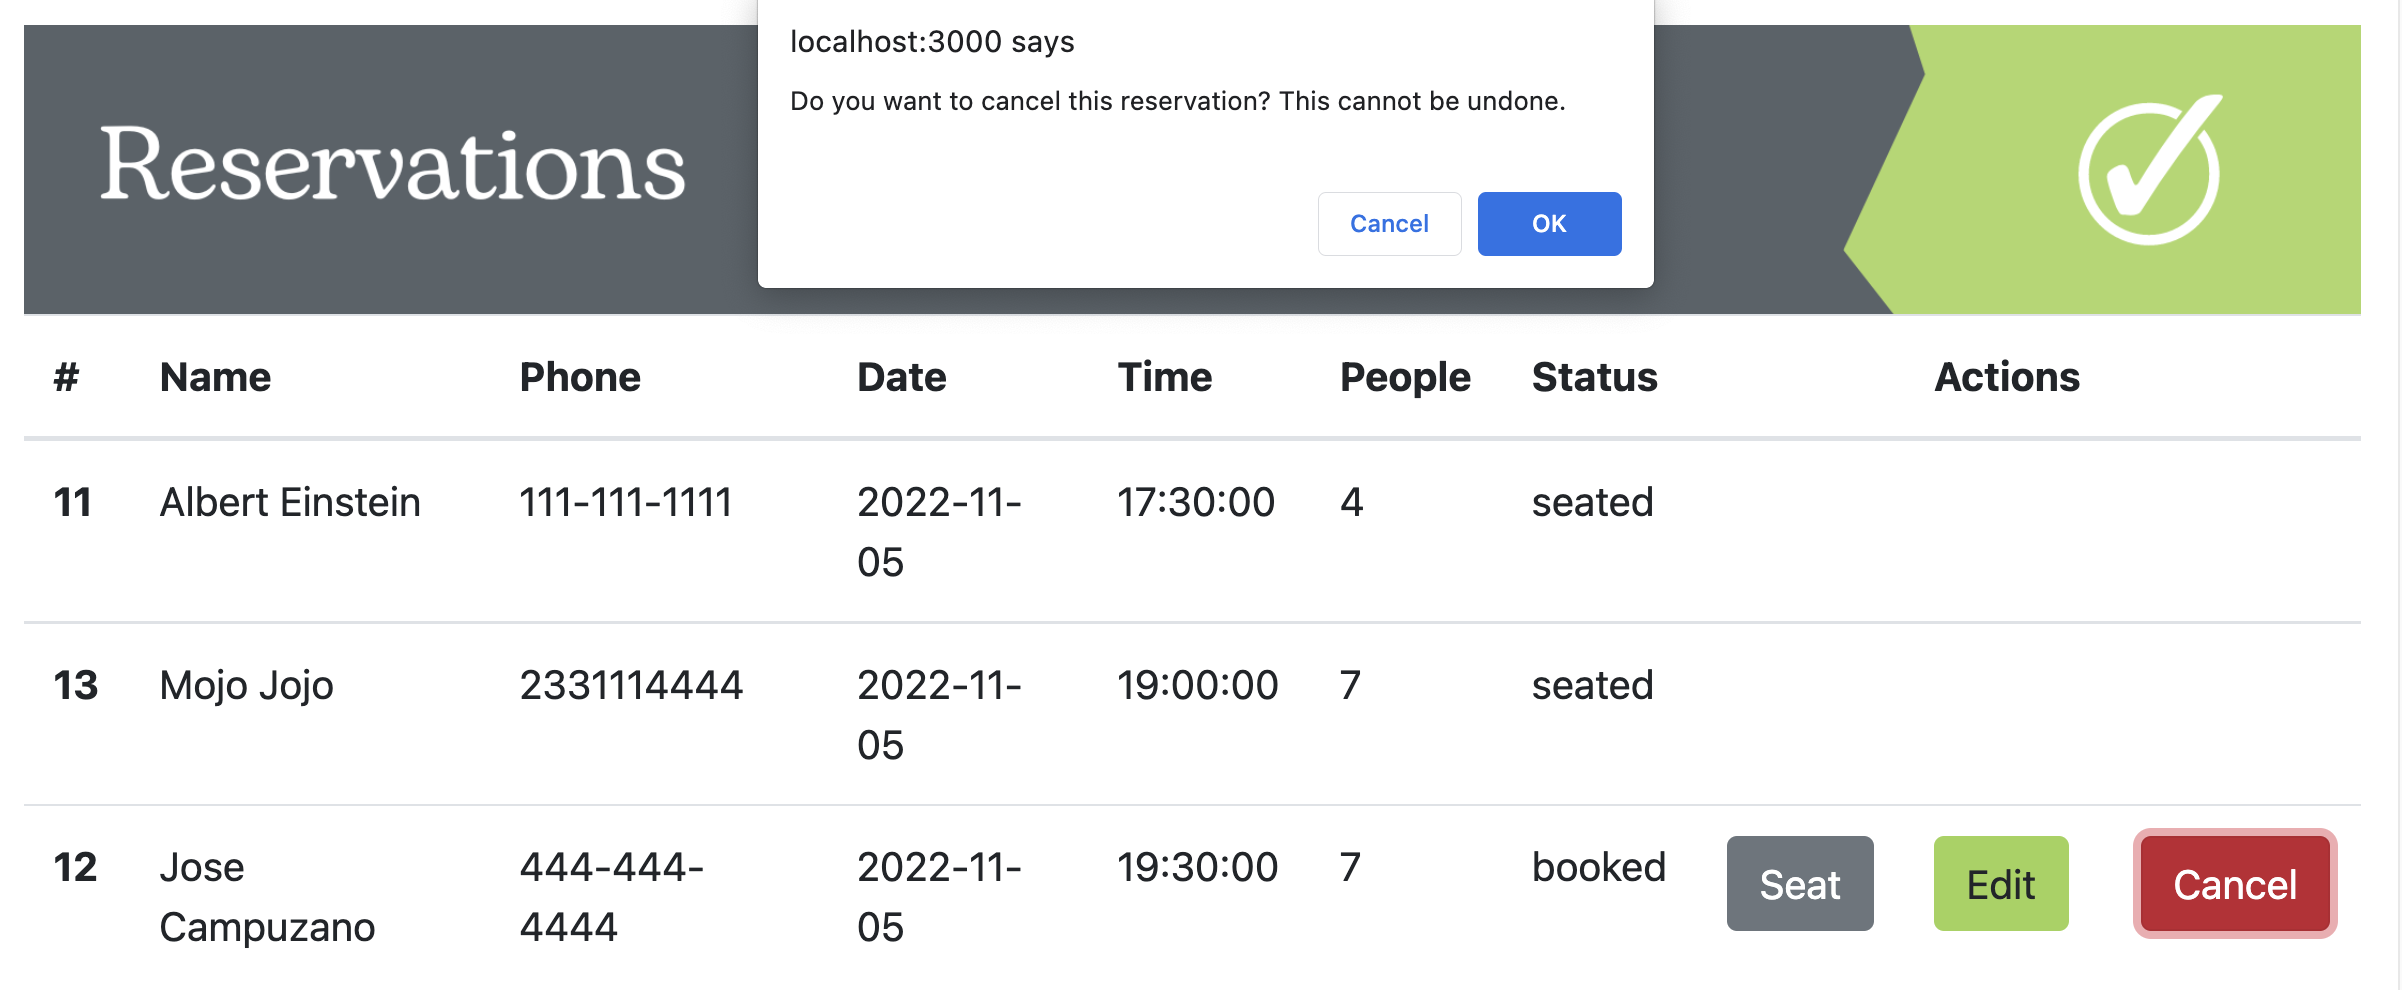 localhost:3000 says
Do you want to cancel this reservation? This cannot be undone.
Cancel OK
Reservations
# Name Phone Date Time People Status Actions
11 Albert Einstein 111-111-1111 2022-11- 17:30:00 4 seated
05
13 Mojo Jojo 2331114444 2022-11- 19:00:00 7 seated
05
12 Jose 444-444- 2022-11- 19:30:00 7 booked Seat Edit Cancel
Campuzano 4444 05